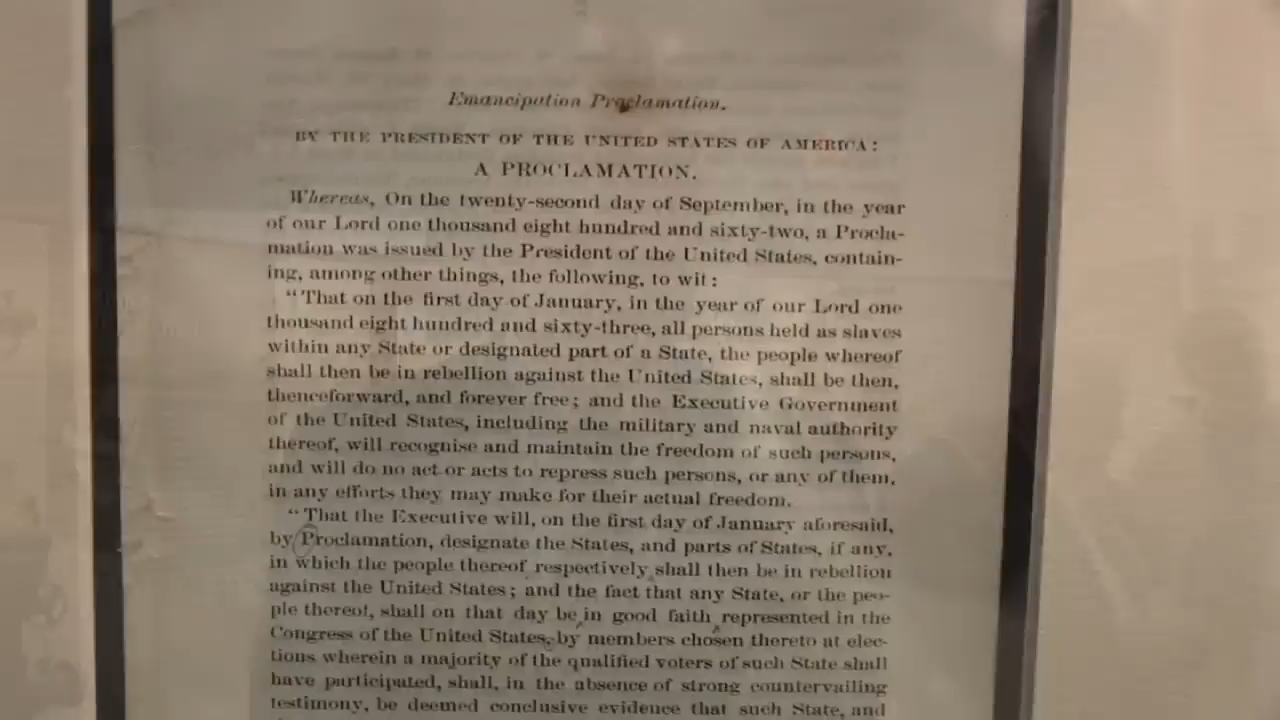 Emancipation Proclamation.
BY THE PRESIDENT OF THE UNITED STATES OF AMERICA:
A PROCLAMATION.
Whereas, On the twenty-second day of September, in the year
of our Lord one thousand eight hundred and sixty-two, a Procla-
mation was issued by the President of the United States, contain-
ing, among other things, the following, to wit:
“That on the first day of January, in the year of our Lord one
thousand eight hundred and sixty-three, all persons held as slaves
within any State or designated part of a State, the people whereof
shall then be in rebellion against the United States, shall be then,
thenceforward, and forever free; and the Executive Government
of the United States, including the military and naval authority
thereof, will recognise and maintain the freedom of such persons,
and will do no act or acts to repress such persons, or any of them,
in any efforts they may make for their actual freedom.
“That the Executive will, on the first day of January aforesaid,
by Proclamation, designate the States, and parts of States, if any,
in which the people thereof respectively shall then be in rebellion
against the United States; and the fact that any State, or the peo-
ple thereof, shall on that day be in good faith represented in the
Congress of the United States, by members chosen thereto at elec-
tions wherein a majority of the qualified voters of such State shall
have participated, shall, in the absence of strong countervailing
testimony, be deemed conclusive evidence that such State, and